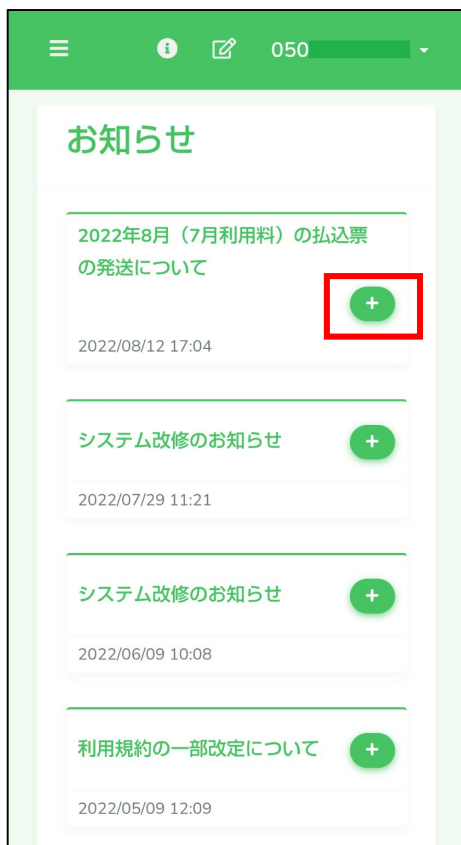 050
お知らせ
2022年8月（7月利用料）の払込票
の発送について
2022/08/12 17:04
システム改修のお知らせ
2022/07/29 11:21
システム改修のお知らせ
2022/06/09 10:08
利用規約の一部改定について
2022/05/09 12:09